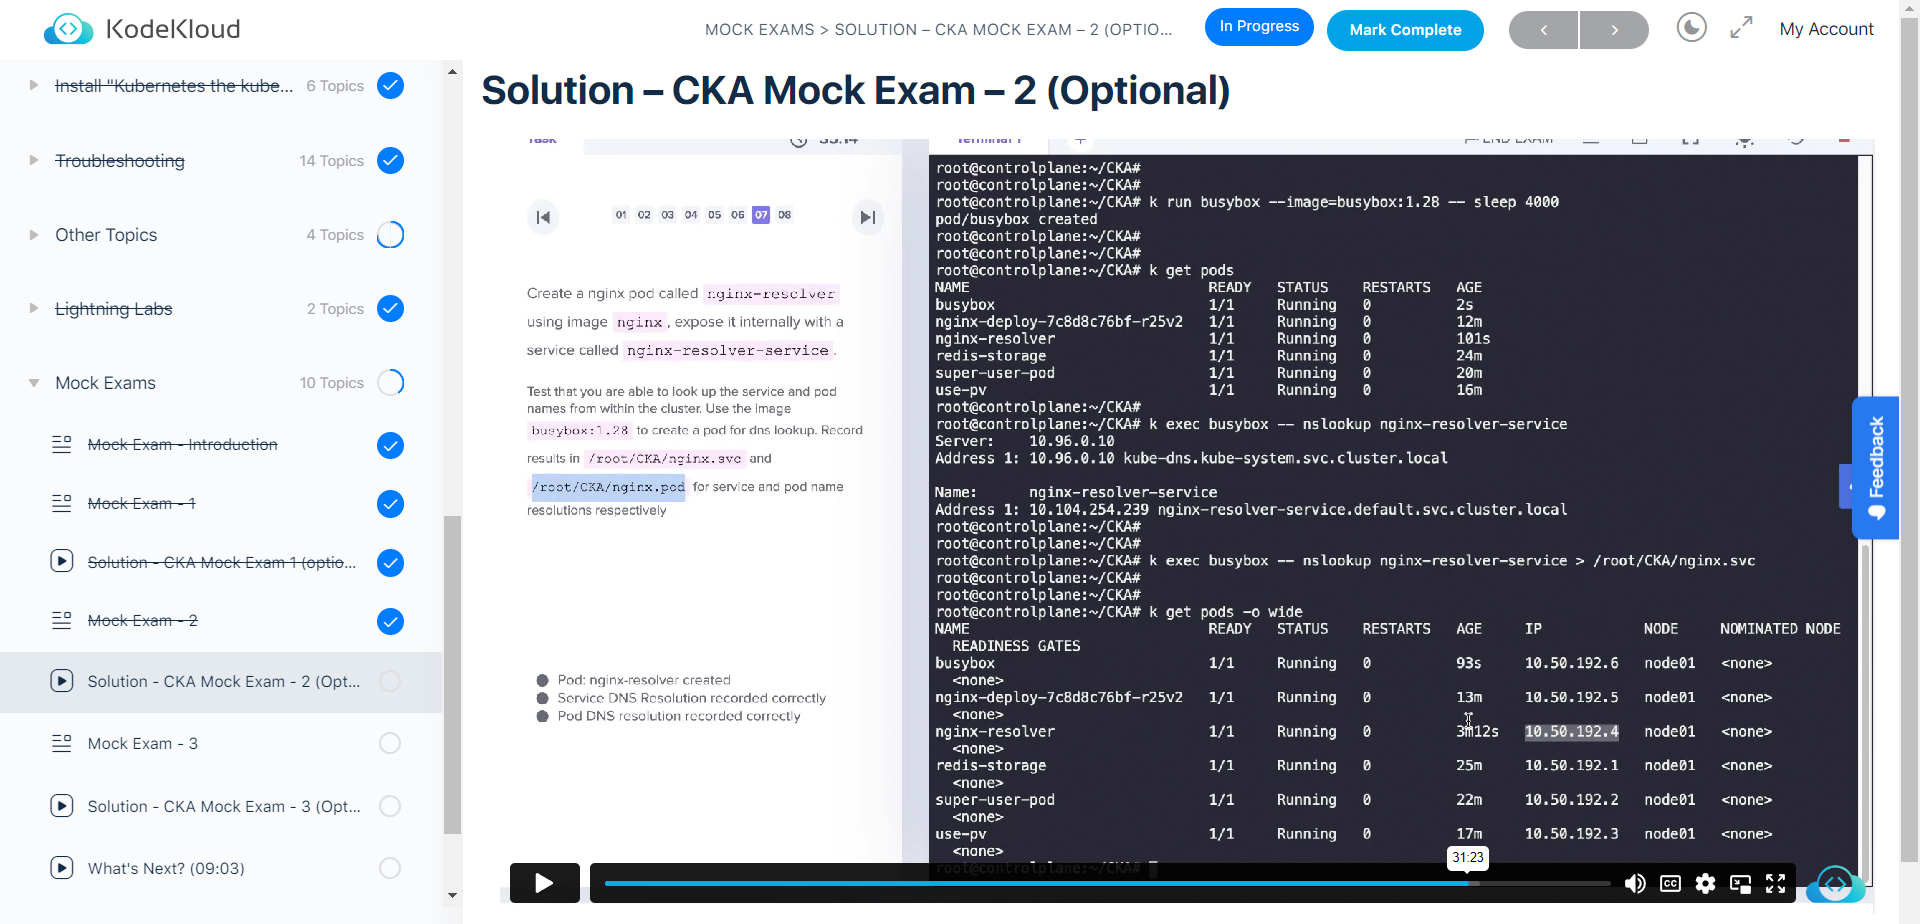 KodeKloud
MOCK EXAMS > SOLUTION – CKA MOCK EXAM – 2 (OPTIO...
In Progress
Mark Complete
My Account
Install "Kubernetes the kube... 6 Topics
Troubleshooting 14 Topics
Other Topics 4 Topics
Lightning Labs 2 Topics
Mock Exams 10 Topics
Mock Exam - Introduction
Mock Exam - 1
Solution - CKA Mock Exam 1 (optio...
Mock Exam - 2
Solution - CKA Mock Exam - 2 (Opt...
Mock Exam - 3
Solution - CKA Mock Exam - 3 (Opt...
What's Next? (09:03)
Solution – CKA Mock Exam – 2 (Optional)
Task
Terminal 1 +
END EXAM
01 02 03 04 05 06 07 08
Create a nginx pod called nginx-resolver
using image nginx, expose it internally with a
service called nginx-resolver-service.
Test that you are able to look up the service and pod
names from within the cluster. Use the image
busybox:1.28 to create a pod for dns lookup. Record
results in /root/CKA/nginx.svc and
/root/CKA/nginx.pod for service and pod name
resolutions respectively
Pod: nginx-resolver created
Service DNS Resolution recorded correctly
Pod DNS resolution recorded correctly
root@controlplane:~/CKA#
root@controlplane:~/CKA#
root@controlplane:~/CKA# k run busybox --image=busybox:1.28 -- sleep 4000
pod/busybox created
root@controlplane:~/CKA#
root@controlplane:~/CKA#
root@controlplane:~/CKA# k get pods
NAME READY STATUS RESTARTS AGE
busybox 1/1 Running 0 2s
nginx-deploy-7c8d8c76bf-r25v2 1/1 Running 0 12m
nginx-resolver 1/1 Running 0 101s
redis-storage 1/1 Running 0 24m
super-user-pod 1/1 Running 0 20m
use-pv 1/1 Running 0 16m
root@controlplane:~/CKA#
root@controlplane:~/CKA# k exec busybox -- nslookup nginx-resolver-service
Server: 10.96.0.10
Address 1: 10.96.0.10 kube-dns.kube-system.svc.cluster.local
Name: nginx-resolver-service
Address 1: 10.104.254.239 nginx-resolver-service.default.svc.cluster.local
root@controlplane:~/CKA#
root@controlplane:~/CKA#
root@controlplane:~/CKA# k exec busybox -- nslookup nginx-resolver-service > /root/CKA/nginx.svc
root@controlplane:~/CKA#
root@controlplane:~/CKA#
root@controlplane:~/CKA# k get pods -o wide
NAME READY STATUS RESTARTS AGE IP NODE NOMINATED NODE
READINESS GATES
busybox 1/1 Running 0 93s 10.50.192.6 node01 <none>
<none>
nginx-deploy-7c8d8c76bf-r25v2 1/1 Running 0 13m 10.50.192.5 node01 <none>
<none>
nginx-resolver 1/1 Running 0 3m12s 10.50.192.4 node01 <none>
<none>
redis-storage 1/1 Running 0 25m 10.50.192.1 node01 <none>
<none>
super-user-pod 1/1 Running 0 22m 10.50.192.2 node01 <none>
<none>
use-pv 1/1 Running 0 17m 10.50.192.3 node01 <none>
<none>
root@controlplane:~/CKA#
31:23
CC
Feedback